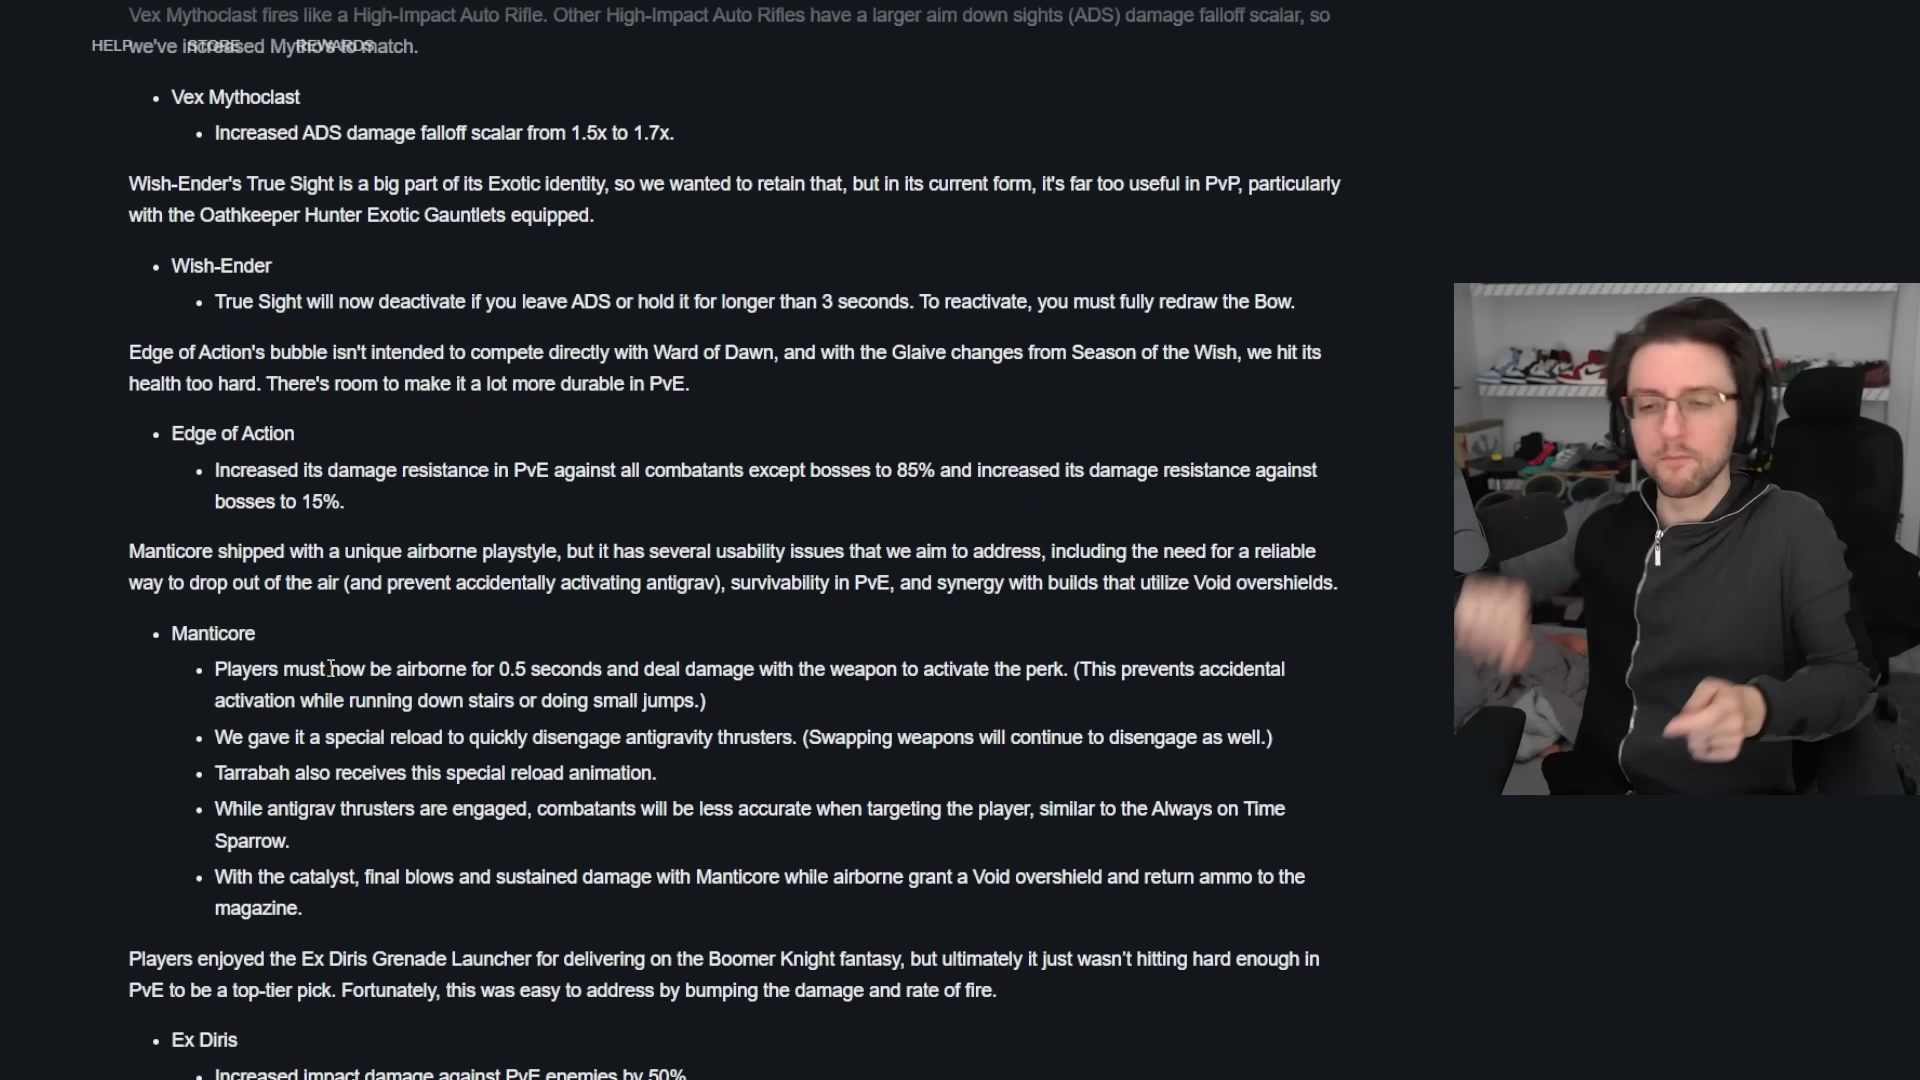 Vex Mythoclast fires like a High-Impact Auto Rifle. Other High-Impact Auto Rifles have a larger aim down sights (ADS) damage falloff scalar, so
HELP STORE REWARDS
we've increased Mytho's to match.
• Vex Mythoclast
• Increased ADS damage falloff scalar from 1.5x to 1.7x.
Wish-Ender's True Sight is a big part of its Exotic identity, so we wanted to retain that, but in its current form, it's far too useful in PvP, particularly
with the Oathkeeper Hunter Exotic Gauntlets equipped.
• Wish-Ender
• True Sight will now deactivate if you leave ADS or hold it for longer than 3 seconds. To reactivate, you must fully redraw the Bow.
Edge of Action's bubble isn't intended to compete directly with Ward of Dawn, and with the Glaive changes from Season of the Wish, we hit its
health too hard. There's room to make it a lot more durable in PvE.
• Edge of Action
• Increased its damage resistance in PvE against all combatants except bosses to 85% and increased its damage resistance against
bosses to 15%.
Manticore shipped with a unique airborne playstyle, but it has several usability issues that we aim to address, including the need for a reliable
way to drop out of the air (and prevent accidentally activating antigrav), survivability in PvE, and synergy with builds that utilize Void overshields.
• Manticore
• Players must now be airborne for 0.5 seconds and deal damage with the weapon to activate the perk. (This prevents accidental
activation while running down stairs or doing small jumps.)
• We gave it a special reload to quickly disengage antigravity thrusters. (Swapping weapons will continue to disengage as well.)
• Tarrabah also receives this special reload animation.
• While antigrav thrusters are engaged, combatants will be less accurate when targeting the player, similar to the Always on Time
Sparrow.
• With the catalyst, final blows and sustained damage with Manticore while airborne grant a Void overshield and return ammo to the
magazine.
Players enjoyed the Ex Diris Grenade Launcher for delivering on the Boomer Knight fantasy, but ultimately it just wasn't hitting hard enough in
PvE to be a top-tier pick. Fortunately, this was easy to address by bumping the damage and rate of fire.
• Ex Diris
• Increased impact damage against PvE enemies by 50%